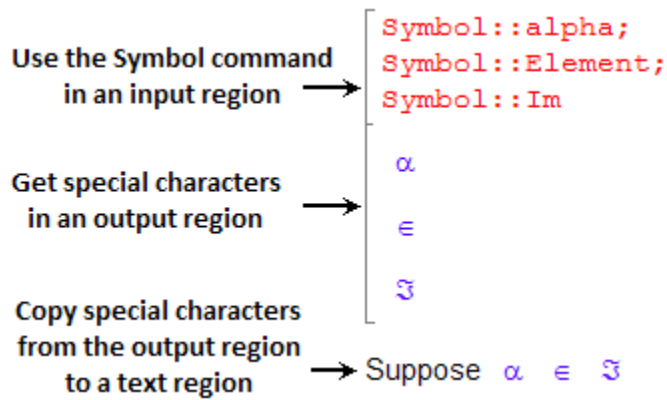 Use the Symbol command
in an input region
Symbol::alpha;
Symbol::Element;
Symbol::Im
Get special characters
in an output region
α
∈
ℑ
Copy special characters
from the output region
to a text region
Suppose α ∈ ℑ